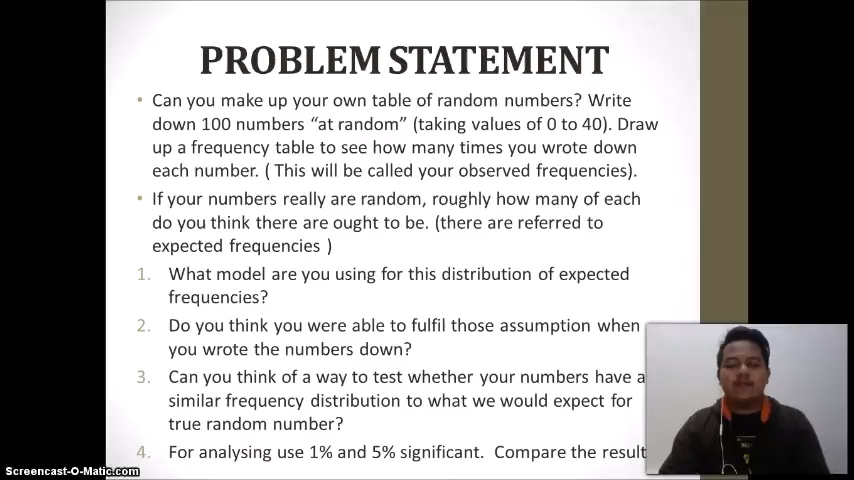 PROBLEM STATEMENT
• Can you make up your own table of random numbers? Write
down 100 numbers “at random” (taking values of 0 to 40). Draw
up a frequency table to see how many times you wrote down
each number. ( This will be called your observed frequencies).
• If your numbers really are random, roughly how many of each
do you think there are ought to be. (there are referred to
expected frequencies )
1. What model are you using for this distribution of expected
frequencies?
2. Do you think you were able to fulfil those assumption when
you wrote the numbers down?
3. Can you think of a way to test whether your numbers have a
similar frequency distribution to what we would expect for
true random number?
4. For analysing use 1% and 5% significant. Compare the result
Screencast-O-Matic.com